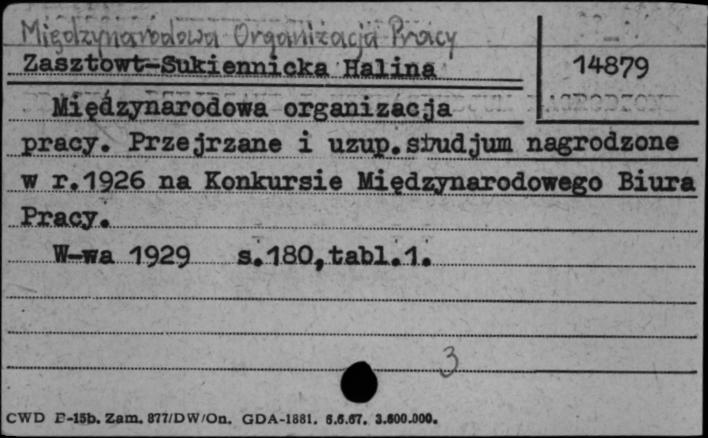 Międzynarodowa Organizacja Pracy
Zasztowt-Sukiennicka Halina
14879
Międzynarodowa organizacja
pracy. Przejrzane i uzup.studjum nagrodzone
w r.1926 na Konkursie Międzynarodowego Biura
Pracy.
W-wa 1929 s.180,tabl.1.
3
CWD B-15b. Zam. 877/DW/On. GDA-1881. 5.6.67. 3.600.000.